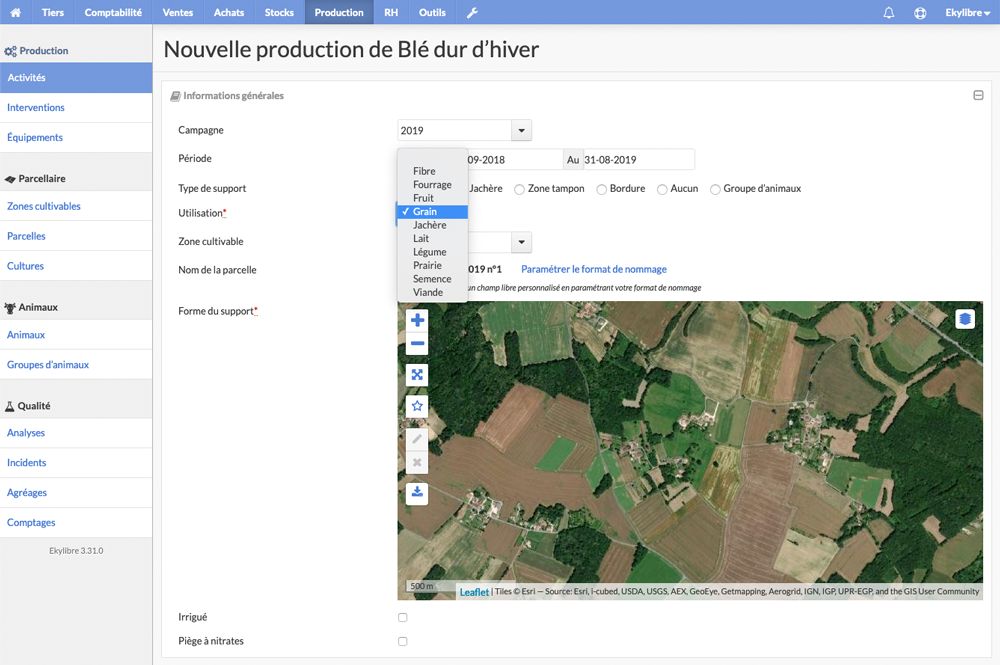 Tiers Comptabilité Ventes Achats Stocks Production RH Outils Ekylibre
Production
Activités
Interventions
Équipements
Parcellaire
Zones cultivables
Parcelles
Cultures
Animaux
Animaux
Groupes d'animaux
Qualité
Analyses
Incidents
Agréages
Comptages
Ekylibre 3.31.0
Nouvelle production de Blé dur d'hiver
Informations générales
Campagne 2019
Période 09-2018 Au 31-08-2019
Type de support Jachère Zone tampon Bordure Aucun Groupe d'animaux
Utilisation*
Fibre
Fourrage
Fruit
✓ Grain
Jachère
Lait
Légume
Prairie
Semence
Viande
Zone cultivable
Nom de la parcelle 2019 n°1 Paramétrer le format de nommage
un champ libre personnalisé en paramétrant votre format de nommage
Forme du support*
500 m
Leaflet | Tiles © Esri — Source: Esri, i-cubed, USDA, USGS, AEX, GeoEye, Getmapping, Aerogrid, IGN, IGP, UPR-EGP, and the GIS User Community
Irrigué
Piège à nitrates